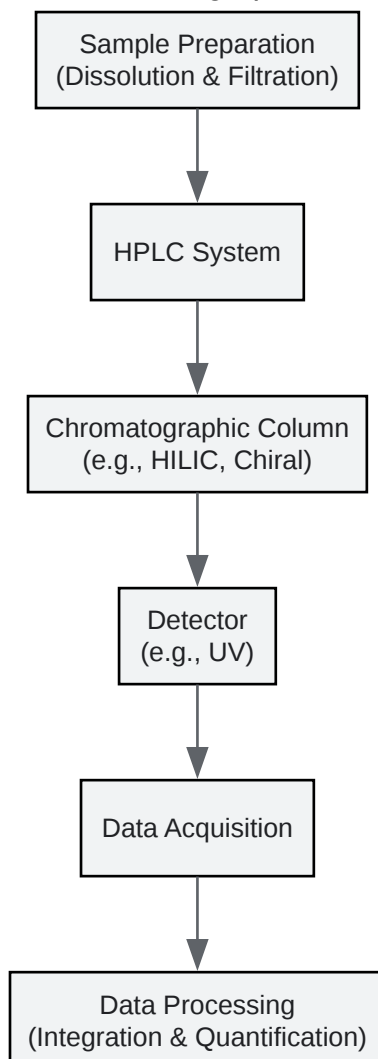 Sample Preparation
(Dissolution & Filtration)
HPLC System
Chromatographic Column
(e.g., HILIC, Chiral)
Detector
(e.g., UV)
Data Acquisition
Data Processing
(Integration & Quantification)